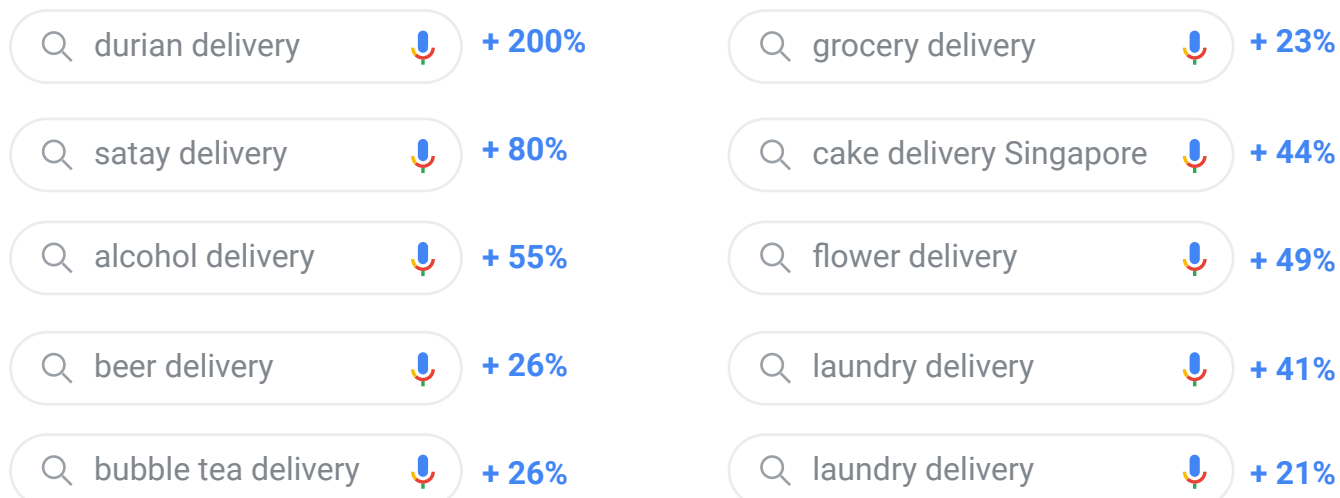 durian delivery + 200%
satay delivery + 80%
alcohol delivery + 55%
beer delivery + 26%
bubble tea delivery + 26%
grocery delivery + 23%
cake delivery Singapore + 44%
flower delivery + 49%
laundry delivery + 41%
laundry delivery + 21%